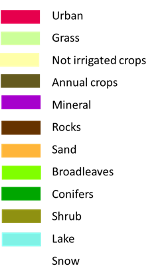 Urban
Grass
Not irrigated crops
Annual crops
Mineral
Rocks
Sand
Broadleaves
Conifers
Shrub
Lake
Snow